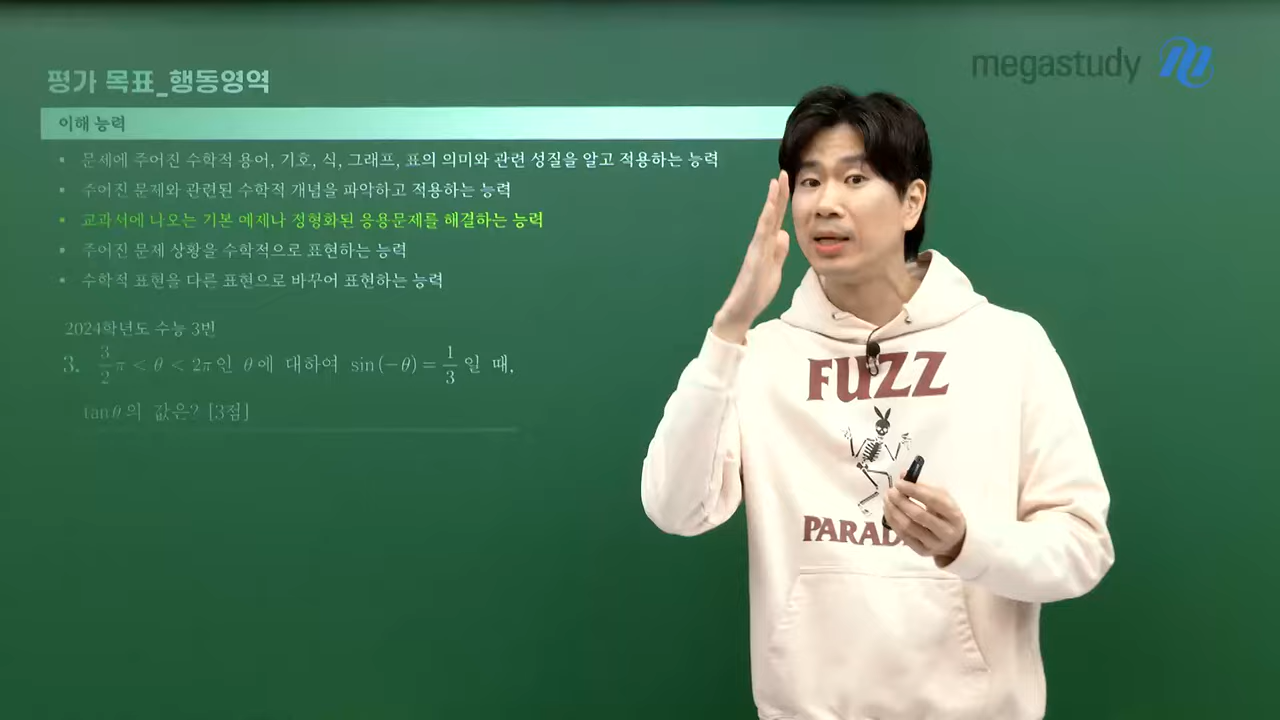 megastudy
평가 목표_행동영역
이해 능력
• 문제에 주어진 수학적 용어, 기호, 식, 그래프, 표의 의미와 관련 성질을 알고 적용하는 능력
• 주어진 문제와 관련된 수학적 개념을 파악하고 적용하는 능력
• 교과서에 나오는 기본 예제나 정형화된 응용문제를 해결하는 능력
• 주어진 문제 상황을 수학적으로 표현하는 능력
• 수학적 표현을 다른 표현으로 바꾸어 표현하는 능력
2024학년도 수능 3번
3. 3/2 π < θ < 2π인 θ에 대하여 sin(−θ) = 1/3 일 때,
tanθ의 값은? [3점]
FUZZ